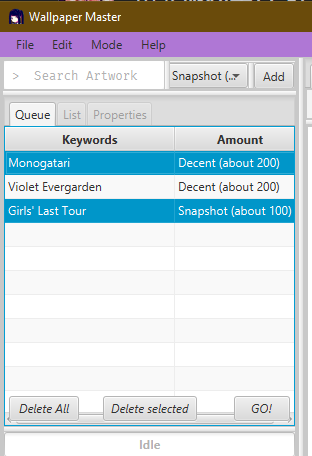 Wallpaper Master
File Edit Mode Help
> Search Artwork Snapshot (... Add
Queue List Properties
Keywords Amount
Monogatari Decent (about 200)
Violet Evergarden Decent (about 200)
Girls' Last Tour Snapshot (about 100)
Delete All Delete selected GO!
Idle